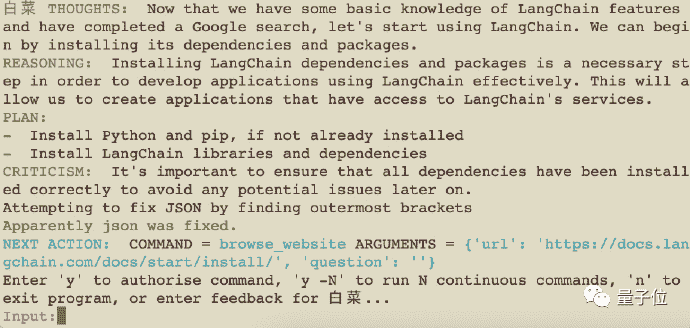 白菜 THOUGHTS:  Now that we have some basic knowledge of LangChain features
and have completed a Google search, let's start using LangChain. We can begi
n by installing its dependencies and packages.
REASONING:  Installing LangChain dependencies and packages is a necessary st
ep in order to develop applications using LangChain effectively. This will a
llow us to create applications that have access to LangChain's services.
PLAN:
-  Install Python and pip, if not already installed
-  Install LangChain libraries and dependencies
CRITICISM:  It's important to ensure that all dependencies have been install
ed correctly to avoid any potential issues later on.
Attempting to fix JSON by finding outermost brackets
Apparently json was fixed.
NEXT ACTION:  COMMAND = browse_website ARGUMENTS = {'url': 'https://docs.lan
gchain.com/docs/start/install/', 'question': ''}
Enter 'y' to authorise command, 'y -N' to run N continuous commands, 'n' to
exit program, or enter feedback for 白菜...
Input:
量子位